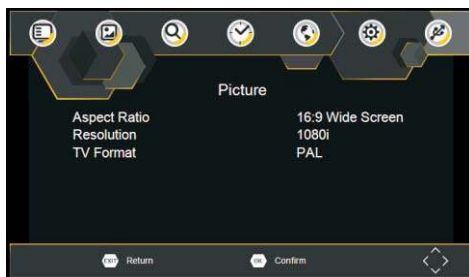 Picture
Aspect Ratio 16:9 Wide Screen
Resolution 1080i
TV Format PAL
EXIT Return OK Confirm